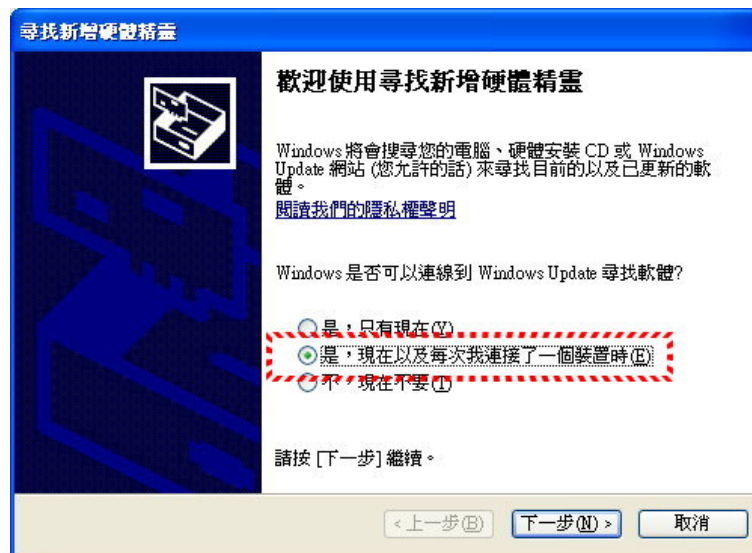 尋找新增硬體精靈
歡迎使用尋找新增硬體精靈
Windows 將會搜尋您的電腦、硬體安裝 CD 或 Windows
Update 網站 (您允許的話) 來尋找目前的以及已更新的軟
體。
閱讀我們的隱私權聲明
Windows 是否可以連線到 Windows Update 尋找軟體?
是，只有現在(Y)
是，現在以及每次我連接了一個裝置時(E)
不，現在不要(T)
請按 [下一步] 繼續。
<上一步(B)
下一步(N)>
取消